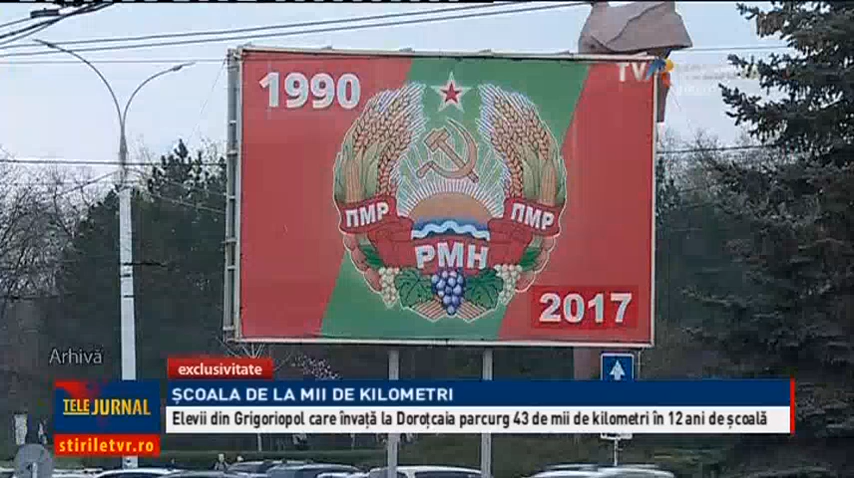 1990
TV
ПМР
ПМР
РМН
2017
Arhivă
exclusivitate
TELEJURNAL
ȘCOALA DE LA MII DE KILOMETRI
Elevii din Grigoriopol care învață la Doroțcaia parcurg 43 de mii de kilometri în 12 ani de școală
stiriletvr.ro